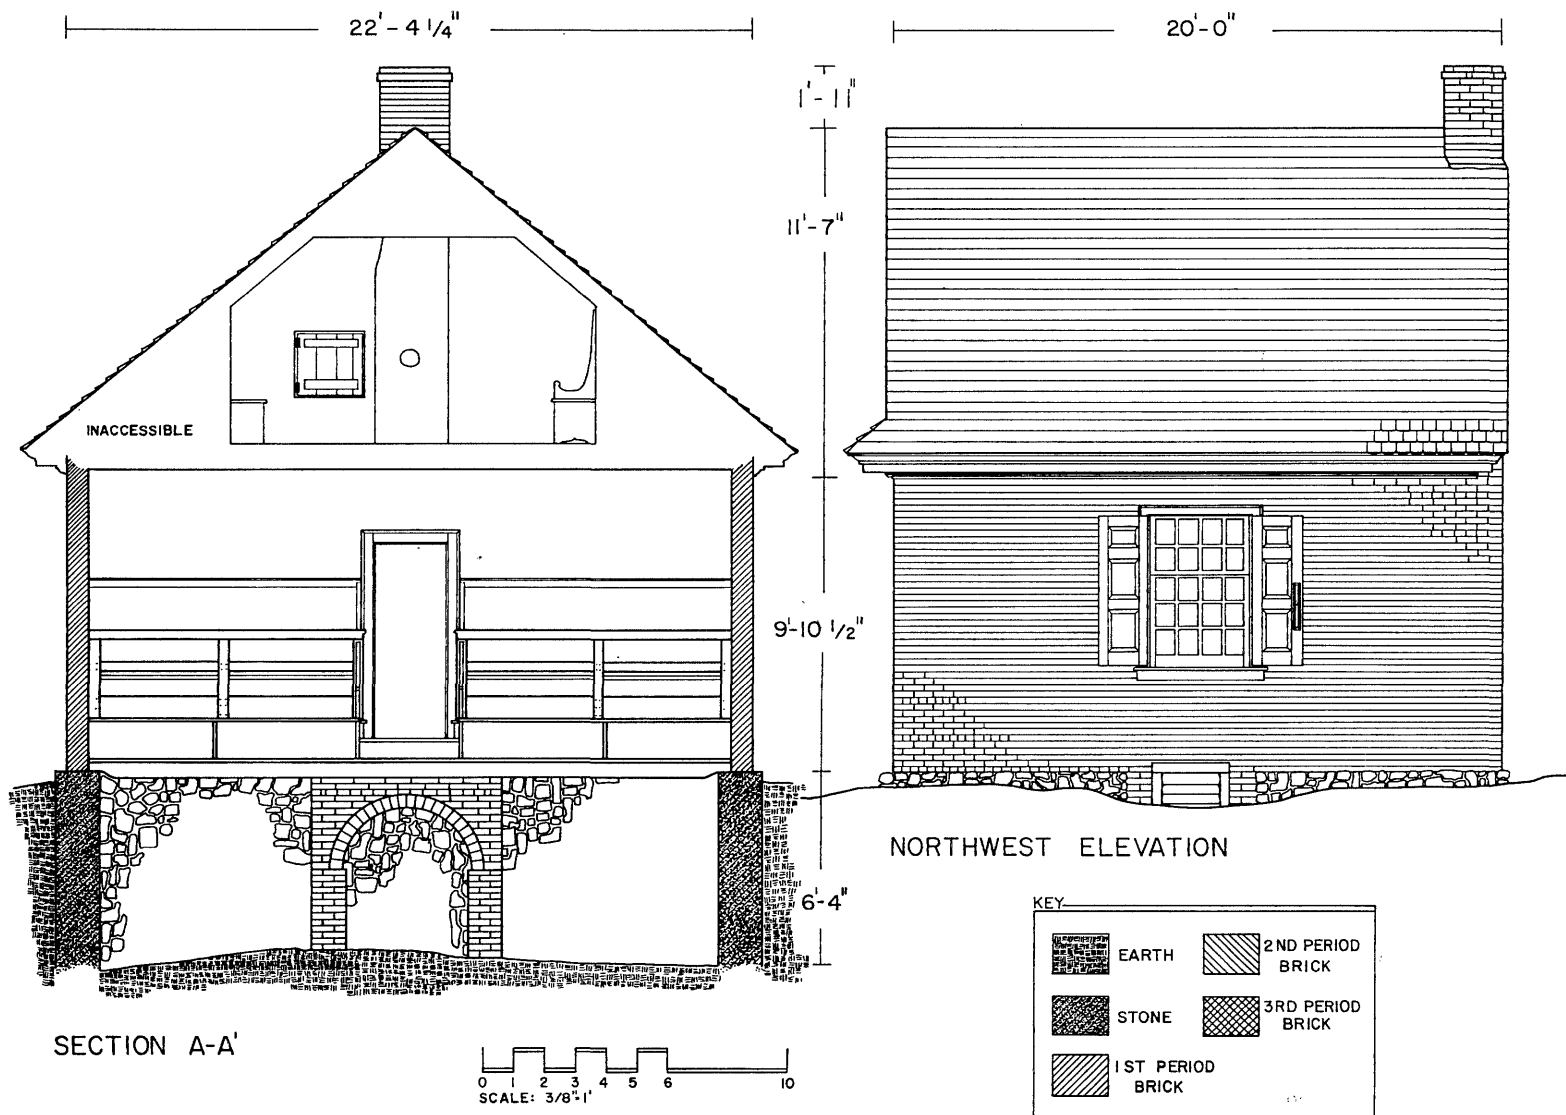 22'-4 1/4"
20'-0"
1'-11"
11'-7"
INACCESSIBLE
9'-10 1/2"
6'-4"
NORTHWEST ELEVATION
KEY
EARTH
2ND PERIOD
BRICK
STONE
3RD PERIOD
BRICK
1ST PERIOD
BRICK
SECTION A-A'
0 1 2 3 4 5 6 10
SCALE: 3/8"-1'